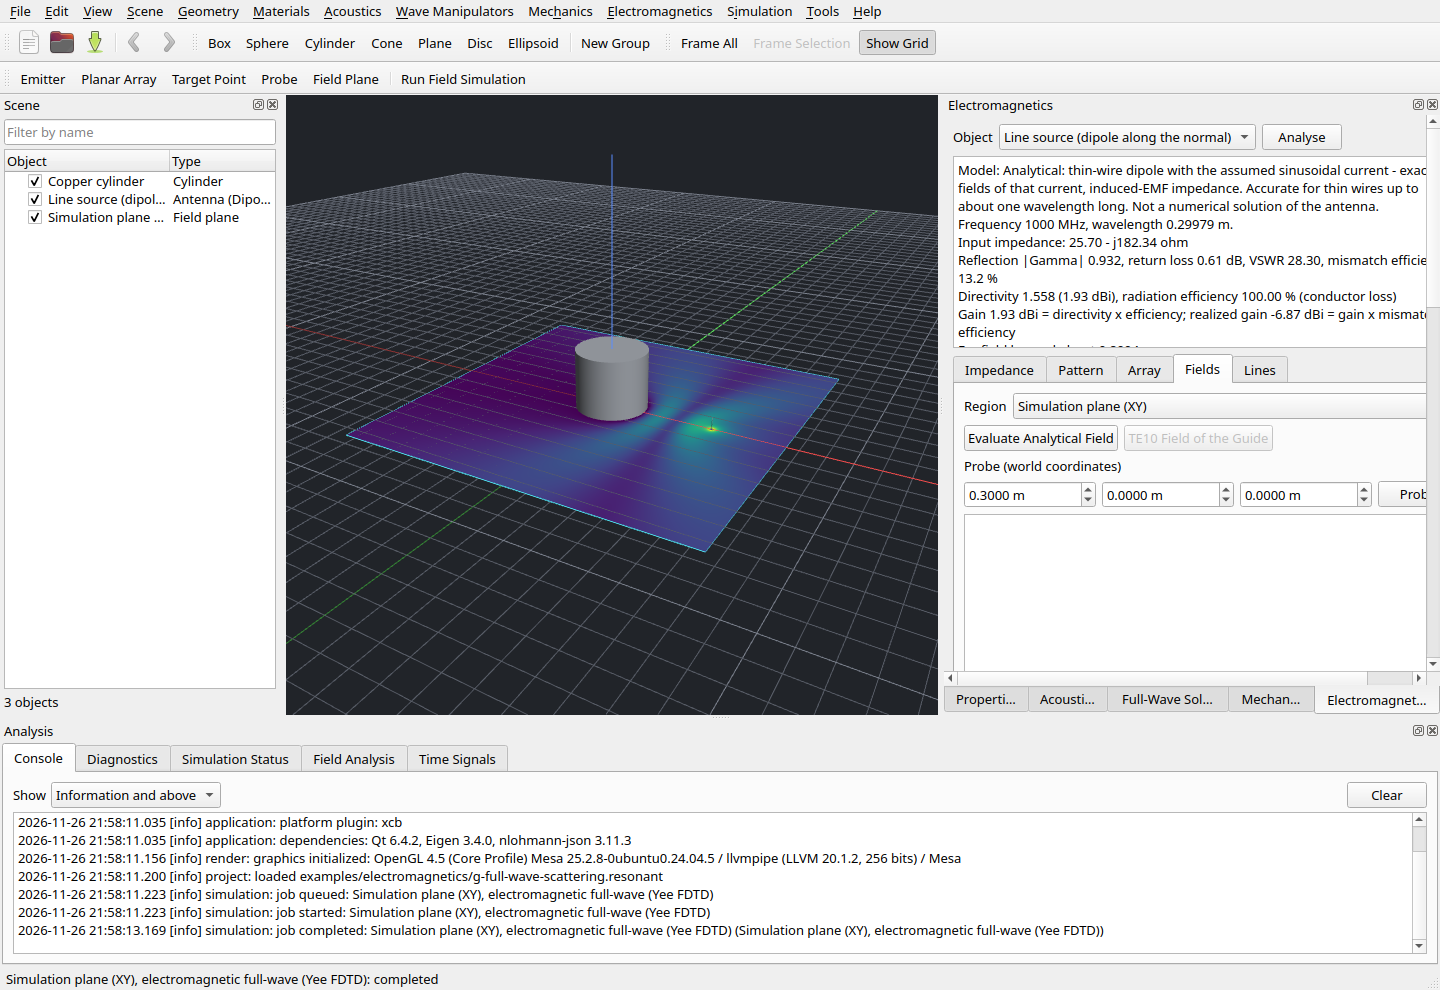 File Edit View Scene Geometry Materials Acoustics Wave Manipulators Mechanics Electromagnetics Simulation Tools Help
Box Sphere Cylinder Cone Plane Disc Ellipsoid New Group Frame All Frame Selection Show Grid
Emitter Planar Array Target Point Probe Field Plane Run Field Simulation
Scene
Filter by name
Object Type
Copper cylinder Cylinder
Line source (dipol... Antenna (Dipo...
Simulation plane ... Field plane
3 objects
Electromagnetics
Object Line source (dipole along the normal) Analyse
Model: Analytical: thin-wire dipole with the assumed sinusoidal current - exac
fields of that current, induced-EMF impedance. Accurate for thin wires up to
about one wavelength long. Not a numerical solution of the antenna.
Frequency 1000 MHz, wavelength 0.29979 m.
Input impedance: 25.70 - j182.34 ohm
Reflection |Gamma| 0.932, return loss 0.61 dB, VSWR 28.30, mismatch efficie
13.2 %
Directivity 1.558 (1.93 dBi), radiation efficiency 100.00 % (conductor loss)
Gain 1.93 dBi = directivity x efficiency; realized gain -6.87 dBi = gain x mismat
efficiency
Impedance Pattern Array Fields Lines
Region Simulation plane (XY)
Evaluate Analytical Field TE10 Field of the Guide
Probe (world coordinates)
0.3000 m 0.0000 m 0.0000 m Prob
Properti... Acousti... Full-Wave Sol... Mechan... Electromagnet...
Analysis
Console Diagnostics Simulation Status Field Analysis Time Signals
Show Information and above Clear
2026-11-26 21:58:11.035 [info] application: platform plugin: xcb
2026-11-26 21:58:11.035 [info] application: dependencies: Qt 6.4.2, Eigen 3.4.0, nlohmann-json 3.11.3
2026-11-26 21:58:11.156 [info] render: graphics initialized: OpenGL 4.5 (Core Profile) Mesa 25.2.8-0ubuntu0.24.04.5 / llvmpipe (LLVM 20.1.2, 256 bits) / Mesa
2026-11-26 21:58:11.200 [info] project: loaded examples/electromagnetics/g-full-wave-scattering.resonant
2026-11-26 21:58:11.223 [info] simulation: job queued: Simulation plane (XY), electromagnetic full-wave (Yee FDTD)
2026-11-26 21:58:11.223 [info] simulation: job started: Simulation plane (XY), electromagnetic full-wave (Yee FDTD)
2026-11-26 21:58:13.169 [info] simulation: job completed: Simulation plane (XY), electromagnetic full-wave (Yee FDTD) (Simulation plane (XY), electromagnetic full-wave (Yee FDTD))
Simulation plane (XY), electromagnetic full-wave (Yee FDTD): completed